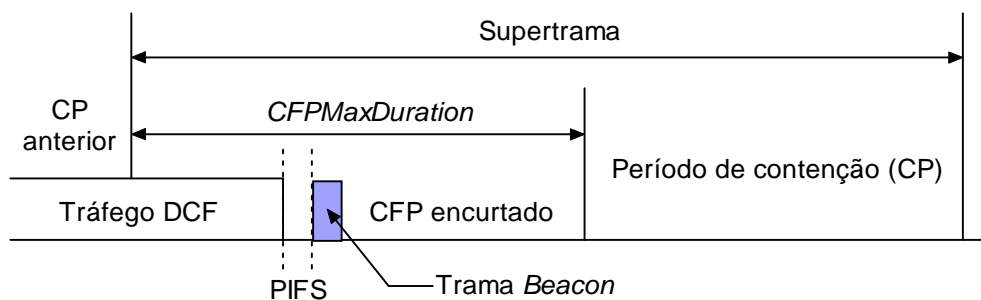 Supertrama
CP
anterior
CFPMaxDuration
Período de contenção (CP)
Tráfego DCF
CFP encurtado
PIFS
Trama Beacon